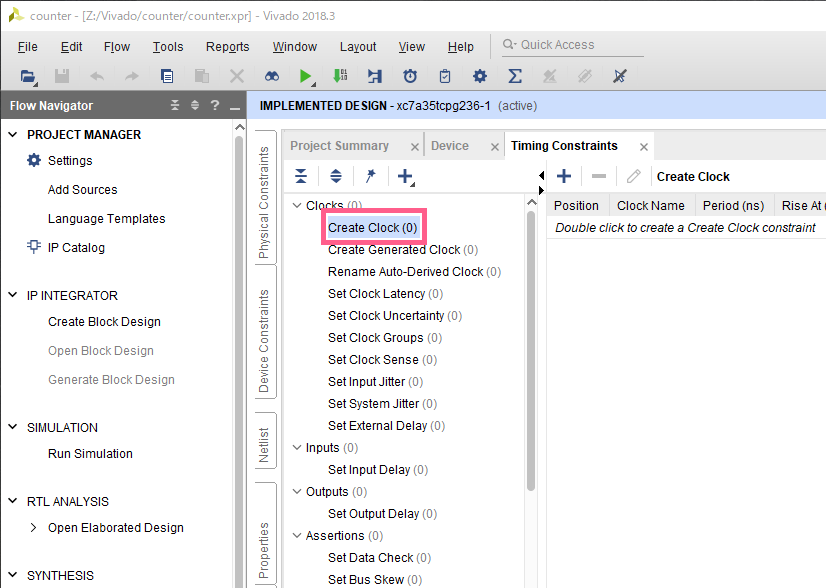 counter - [Z:/Vivado/counter/counter.xpr] - Vivado 2018.3
File Edit Flow Tools Reports Window Layout View Help Quick Access
Flow Navigator
IMPLEMENTED DESIGN - xc7a35tcpg236-1 (active)
PROJECT MANAGER
Settings
Add Sources
Language Templates
IP Catalog
IP INTEGRATOR
Create Block Design
Open Block Design
Generate Block Design
SIMULATION
Run Simulation
RTL ANALYSIS
Open Elaborated Design
SYNTHESIS
Physical Constraints
Device Constraints
Netlist
Properties
Project Summary
Device
Timing Constraints
Clocks (0)
Create Clock (0)
Create Generated Clock (0)
Rename Auto-Derived Clock (0)
Set Clock Latency (0)
Set Clock Uncertainty (0)
Set Clock Groups (0)
Set Clock Sense (0)
Set Input Jitter (0)
Set System Jitter (0)
Set External Delay (0)
Inputs (0)
Set Input Delay (0)
Outputs (0)
Set Output Delay (0)
Assertions (0)
Set Data Check (0)
Set Bus Skew (0)
Create Clock
Position Clock Name Period (ns) Rise At (
Double click to create a Create Clock constraint